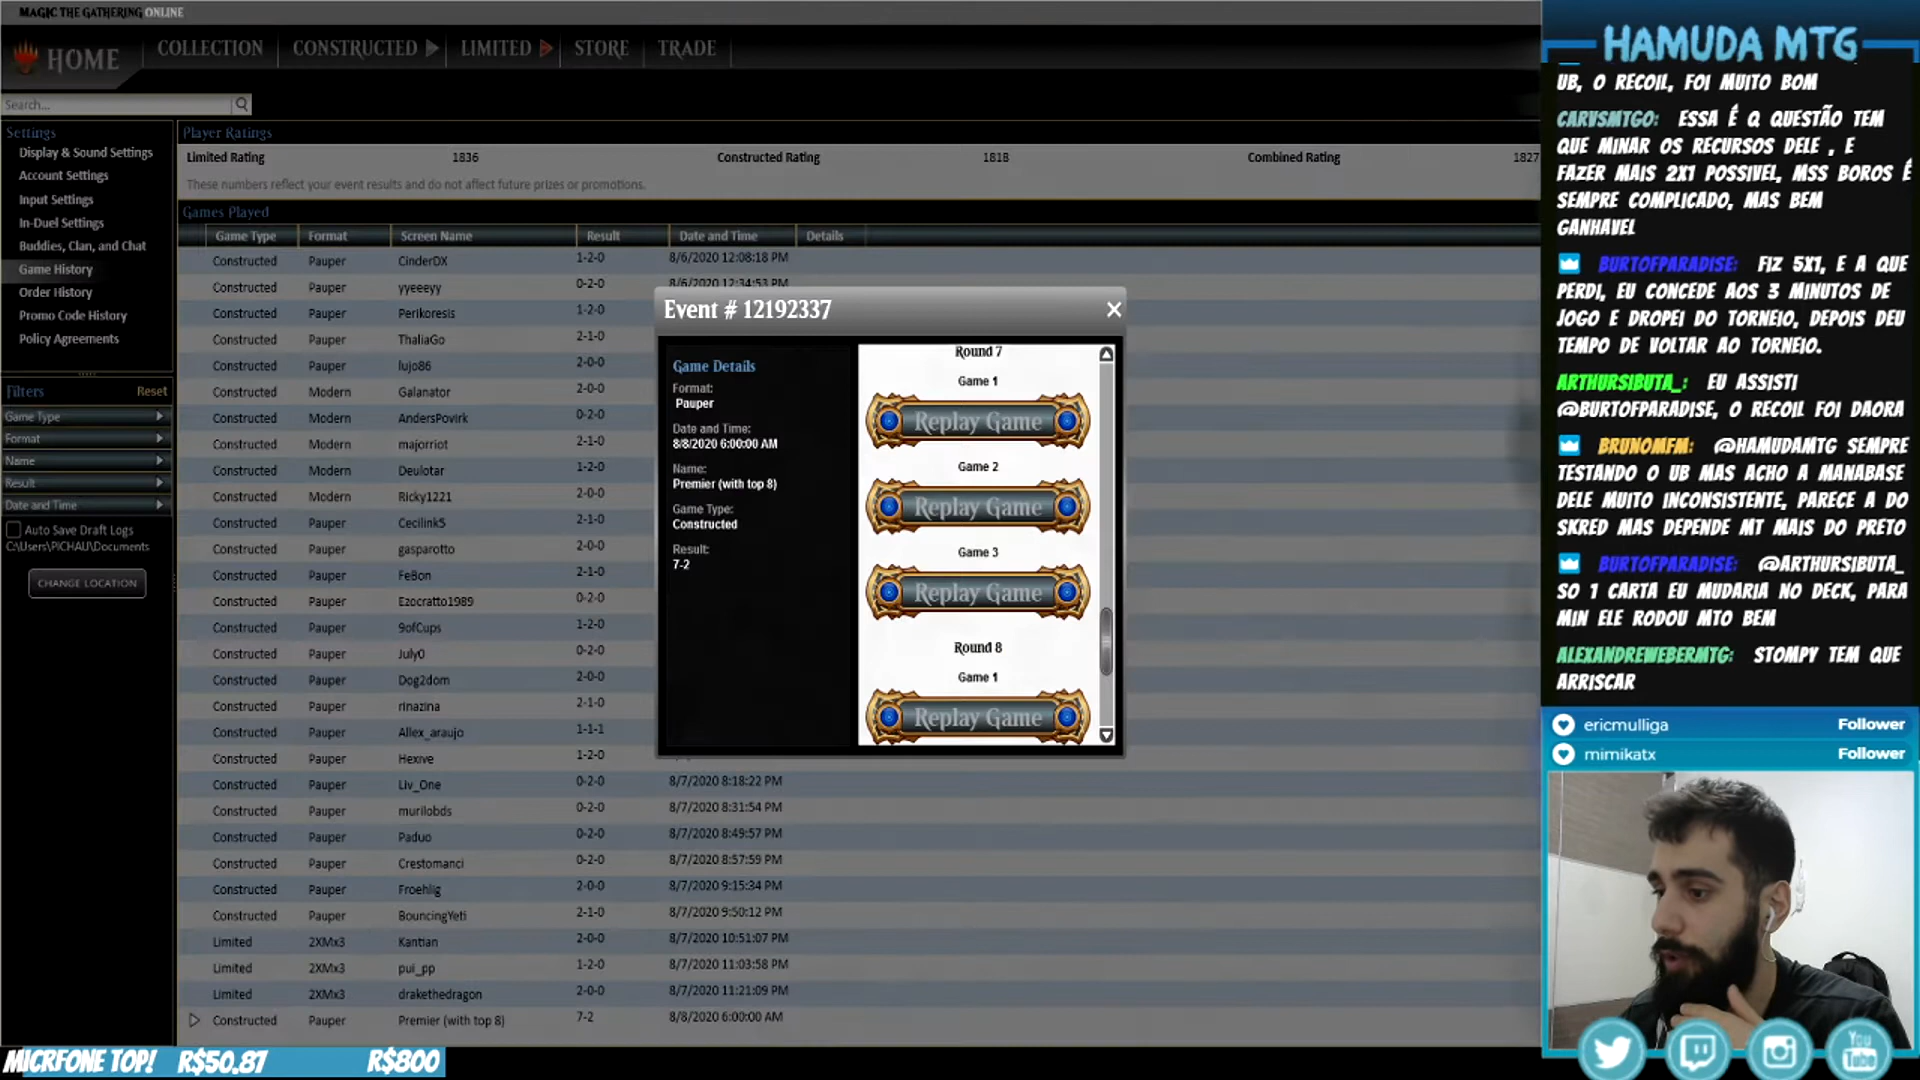 MAGIC THE GATHERING ONLINE
HOME
COLLECTION
CONSTRUCTED
LIMITED
STORE
TRADE
Search...
Settings
Display & Sound Settings
Account Settings
Input Settings
In-Duel Settings
Buddies, Clan, and Chat
Game History
Order History
Promo Code History
Policy Agreements
Filters Reset
Game Type
Format
Name
Result
Date and Time
Auto Save Draft Logs
C:\Users\PICHAU\Documents
CHANGE LOCATION
Player Ratings
Limited Rating 1836 Constructed Rating 1818 Combined Rating 1827
These numbers reflect your event results and do not affect future prizes or promotions.
Games Played
Game Type Format Screen Name Result Date and Time Details
Constructed Pauper CinderDX 1-2-0 8/6/2020 12:08:18 PM
Constructed Pauper yyeeeyy 0-2-0 8/6/2020 12:34:53 PM
Constructed Pauper Perikoresis 1-2-0
Constructed Pauper ThaliaGo 2-1-0
Constructed Pauper lujo86 2-0-0
Constructed Modern Galanator 2-0-0
Constructed Modern AndersPovirk 0-2-0
Constructed Modern majorriot 2-1-0
Constructed Modern Deulotar 1-2-0
Constructed Modern Ricky1221 2-0-0
Constructed Pauper Cecilink5 2-1-0
Constructed Pauper gasparotto 2-0-0
Constructed Pauper FeBon 2-1-0
Constructed Pauper Ezocratto1989 0-2-0
Constructed Pauper 9ofCups 1-2-0
Constructed Pauper July0 0-2-0
Constructed Pauper Dog2dom 2-0-0
Constructed Pauper rinazina 2-1-0
Constructed Pauper Allex_araujo 1-1-1
Constructed Pauper Hexive 1-2-0
Constructed Pauper Liv_One 0-2-0 8/7/2020 8:18:22 PM
Constructed Pauper murilobds 0-2-0 8/7/2020 8:31:54 PM
Constructed Pauper Paduo 0-2-0 8/7/2020 8:49:57 PM
Constructed Pauper Crestomanci 0-2-0 8/7/2020 8:57:59 PM
Constructed Pauper Froehlig 2-0-0 8/7/2020 9:15:34 PM
Constructed Pauper BouncingYeti 2-1-0 8/7/2020 9:50:12 PM
Limited 2XMx3 Kantian 2-0-0 8/7/2020 10:51:07 PM
Limited 2XMx3 pui_pp 1-2-0 8/7/2020 11:03:58 PM
Limited 2XMx3 drakethedragon 2-0-0 8/7/2020 11:21:09 PM
Constructed Pauper Premier (with top 8) 7-2 8/8/2020 6:00:00 AM
Event # 12192337
Game Details
Format:
Pauper
Date and Time:
8/8/2020 6:00:00 AM
Name:
Premier (with top 8)
Game Type:
Constructed
Result:
7-2
Round 7
Game 1
Replay Game
Game 2
Replay Game
Game 3
Replay Game
Round 8
Game 1
Replay Game
HAMUDA MTG
UB, O RECOIL, FOI MUITO BOM
CARVSMTGO: ESSA É Q QUESTÃO TEM
QUE MINAR OS RECURSOS DELE , E
FAZER MAIS 2X1 POSSIVEL, MSS BOROS É
SEMPRE COMPLICADO, MAS BEM
GANHAVEL
BURTOFPARADISE: FIZ 5X1, E A QUE
PERDI, EU CONCEDE AOS 3 MINUTOS DE
JOGO E DROPEI DO TORNEIO, DEPOIS DEU
TEMPO DE VOLTAR AO TORNEIO.
ARTHURSIBUTA_: EU ASSISTI
@BURTOFPARADISE, O RECOIL FOI DAORA
BRUNOMFM: @HAMUDAMTG SEMPRE
TESTANDO O UB MAS ACHO A MANABASE
DELE MUITO INCONSISTENTE, PARECE A DO
SKRED MAS DEPENDE MT MAIS DO PRETO
BURTOFPARADISE: @ARTHURSIBUTA_
SO 1 CARTA EU MUDARIA NO DECK, PARA
MIN ELE RODOU MTO BEM
ALEXANDREWEBERMTG: STOMPY TEM QUE
ARRISCAR
ericmulliga Follower
mimikatx Follower
MICRFONE TOP! R$50.87 R$800
You
Tube